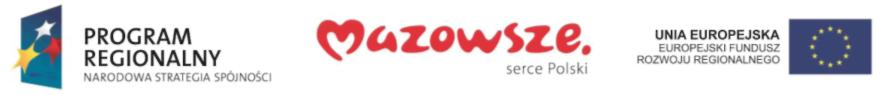 PROGRAM
REGIONALNY
NARODOWA STRATEGIA SPÓJNOŚCI
mazowsze.
serce Polski
UNIA EUROPEJSKA
EUROPEJSKI FUNDUSZ
ROZWOJU REGIONALNEGO